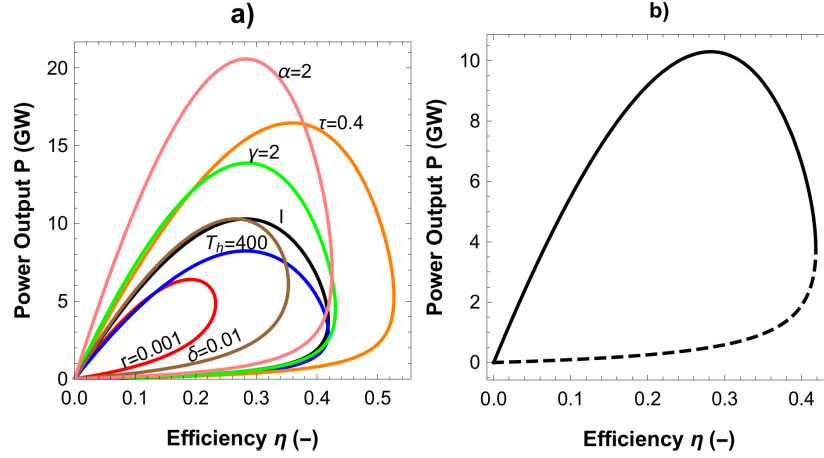 a)
Power Output P (GW)
20
15
10
5
0
α=2
τ=0.4
γ=2
I
T_h=400
r=0.001
δ=0.01
0.0 0.1 0.2 0.3 0.4 0.5
Efficiency η (–)
b)
Power Output P (GW)
10
8
6
4
2
0
0.0 0.1 0.2 0.3 0.4
Efficiency η (–)